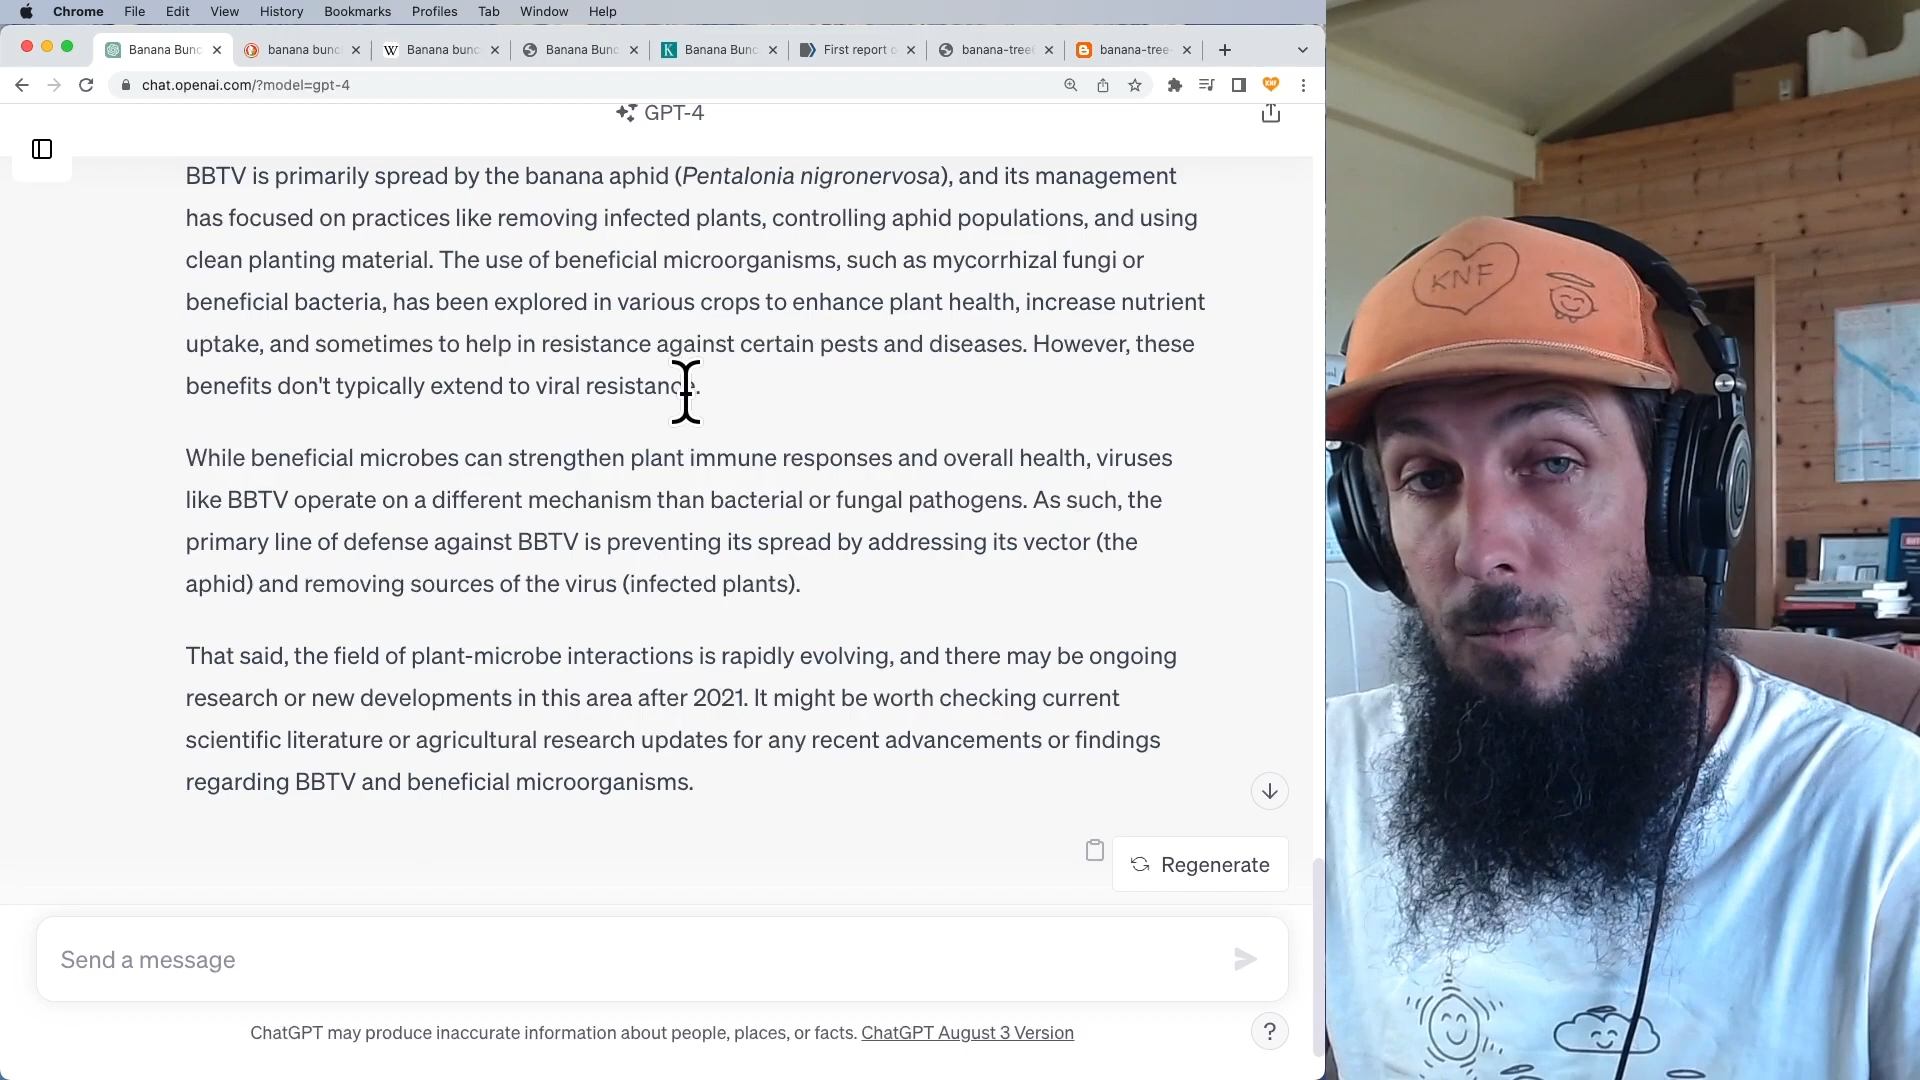 Chrome File Edit View History Bookmarks Profiles Tab Window Help
Banana Bunc banana bunc W Banana bunc Banana Bunc K Banana Bunc First report o banana-tree banana-tree
chat.openai.com/?model=gpt-4
GPT-4
BBTV is primarily spread by the banana aphid (Pentalonia nigronervosa), and its management
has focused on practices like removing infected plants, controlling aphid populations, and using
clean planting material. The use of beneficial microorganisms, such as mycorrhizal fungi or
beneficial bacteria, has been explored in various crops to enhance plant health, increase nutrient
uptake, and sometimes to help in resistance against certain pests and diseases. However, these
benefits don't typically extend to viral resistance.
While beneficial microbes can strengthen plant immune responses and overall health, viruses
like BBTV operate on a different mechanism than bacterial or fungal pathogens. As such, the
primary line of defense against BBTV is preventing its spread by addressing its vector (the
aphid) and removing sources of the virus (infected plants).
That said, the field of plant-microbe interactions is rapidly evolving, and there may be ongoing
research or new developments in this area after 2021. It might be worth checking current
scientific literature or agricultural research updates for any recent advancements or findings
regarding BBTV and beneficial microorganisms.
Regenerate
Send a message
ChatGPT may produce inaccurate information about people, places, or facts. ChatGPT August 3 Version
?
KNF